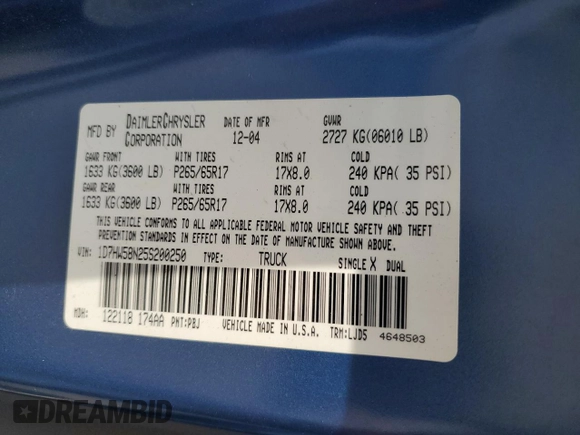 MFD BY DAIMLERCHRYSLER CORPORATION
DATE OF MFR 12-04
GVWR 2727 KG(06010 LB)
GAWR FRONT WITH TIRES RIMS AT COLD
1633 KG(3600 LB) P265/65R17 17X8.0 240 KPA( 35 PSI)
GAWR REAR WITH TIRES RIMS AT COLD
1633 KG(3600 LB) P265/65R17 17X8.0 240 KPA( 35 PSI)
THIS VEHICLE CONFORMS TO ALL APPLICABLE FEDERAL MOTOR VEHICLE SAFETY AND THEFT
PREVENTION STANDARDS IN EFFECT ON THE DATE OF MANUFACTURE SHOWN ABOVE.
VIN: 1D7HW58N25S200250 TYPE: TRUCK SINGLE X DUAL
MDH: 122118 174AA PNT:PBJ VEHICLE MADE IN U.S.A. TRM:LJD5 4648503
DREAMBID